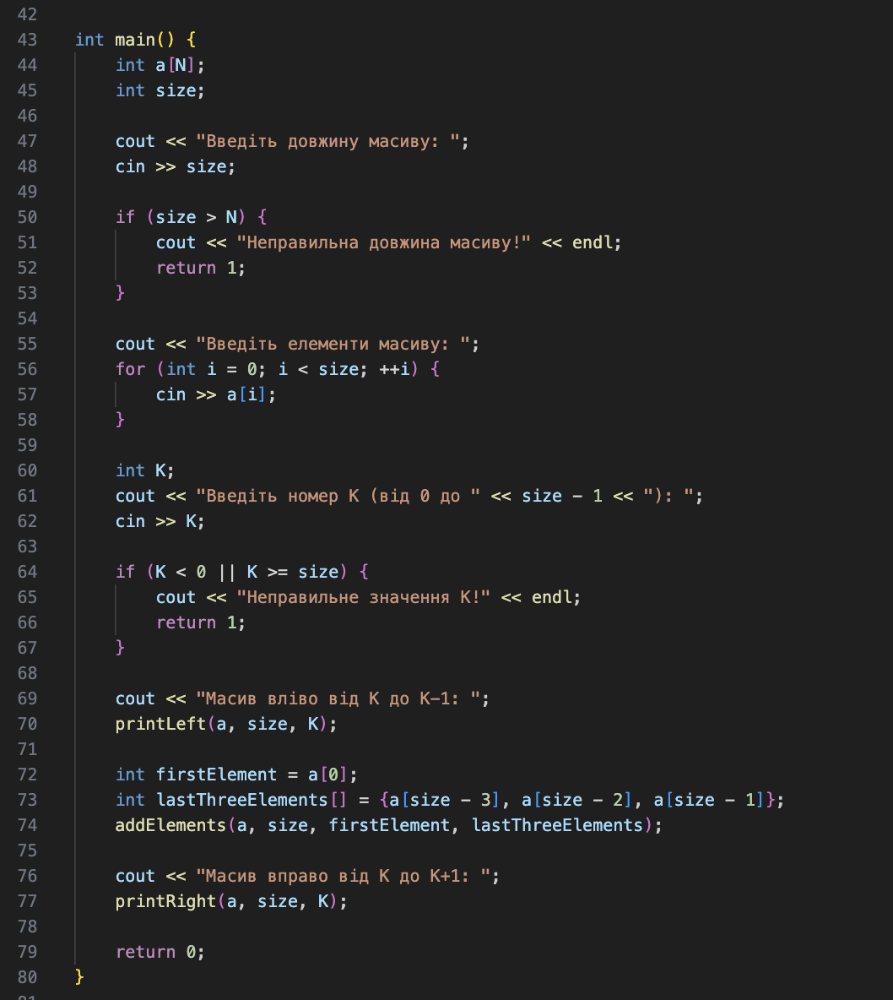 42
43 int main() {
44     int a[N];
45     int size;
46
47     cout << "Введіть довжину масиву: ";
48     cin >> size;
49
50     if (size > N) {
51         cout << "Неправильна довжина масиву!" << endl;
52         return 1;
53     }
54
55     cout << "Введіть елементи масиву: ";
56     for (int i = 0; i < size; ++i) {
57         cin >> a[i];
58     }
59
60     int K;
61     cout << "Введіть номер K (від 0 до " << size - 1 << "): ";
62     cin >> K;
63
64     if (K < 0 || K >= size) {
65         cout << "Неправильне значення K!" << endl;
66         return 1;
67     }
68
69     cout << "Масив вліво від K до K-1: ";
70     printLeft(a, size, K);
71
72     int firstElement = a[0];
73     int lastThreeElements[] = {a[size - 3], a[size - 2], a[size - 1]};
74     addElements(a, size, firstElement, lastThreeElements);
75
76     cout << "Масив вправо від K до K+1: ";
77     printRight(a, size, K);
78
79     return 0;
80 }